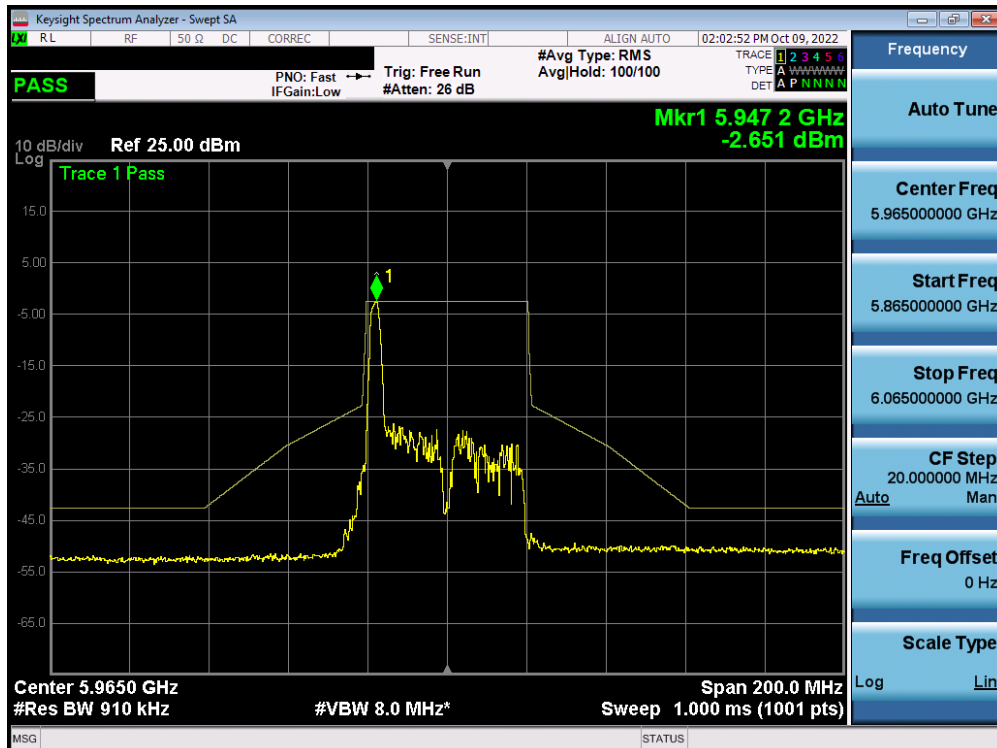 Keysight Spectrum Analyzer - Swept SA
LXI RL RF 50 Ω DC CORREC SENSE:INT ALIGN AUTO 02:02:52 PM Oct 09, 2022
PASS
PNO: Fast
IFGain:Low
Trig: Free Run
#Atten: 26 dB
#Avg Type: RMS
Avg|Hold: 100/100
TRACE 1 2 3 4 5 6
TYPE A WWWWW
DET A P N N N N
Mkr1 5.947 2 GHz
-2.651 dBm
10 dB/div Ref 25.00 dBm
Log
Trace 1 Pass
15.0
5.00
1
-5.00
-15.0
-25.0
-35.0
-45.0
-55.0
-65.0
Center 5.9650 GHz Span 200.0 MHz
#Res BW 910 kHz #VBW 8.0 MHz* Sweep 1.000 ms (1001 pts)
MSG STATUS
Frequency
Auto Tune
Center Freq
5.965000000 GHz
Start Freq
5.865000000 GHz
Stop Freq
6.065000000 GHz
CF Step
20.000000 MHz
Auto Man
Freq Offset
0 Hz
Scale Type
Log Lin